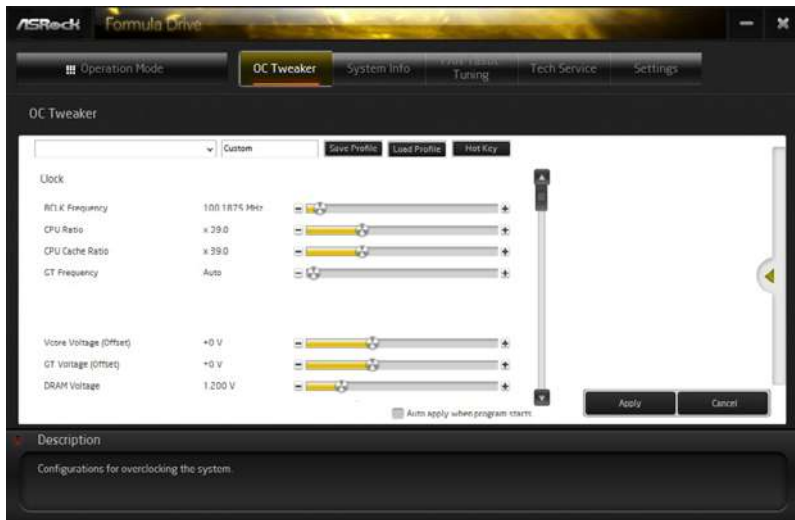 ASRock Formula Drive
Operation Mode OC Tweaker System Info Tuning Tech Service Settings
OC Tweaker
Custom Save Profile Load Profile Hot Key
Clock
BCLK Frequency 100.1875 MHz
CPU Ratio x 39.0
CPU Cache Ratio x 39.0
GT Frequency Auto
Vcore Voltage (Offset) +0 V
GT Voltage (Offset) +0 V
DRAM Voltage 1.200 V
Auto apply when program starts
Apply Cancel
Description
Configurations for overclocking the system.